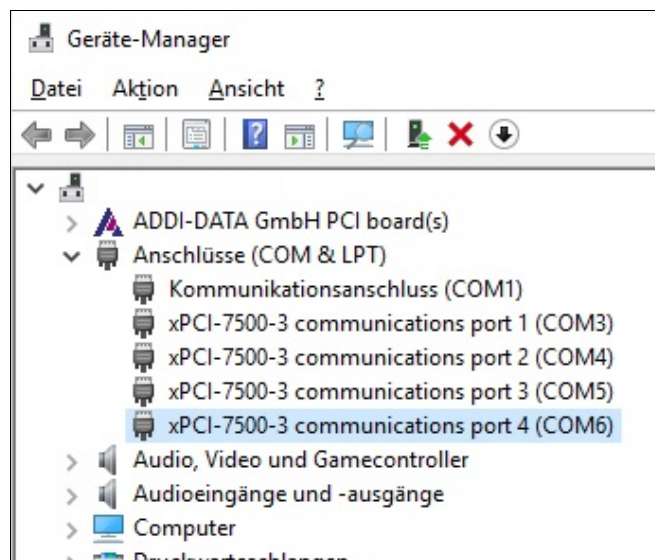 Geräte-Manager
Datei Aktion Ansicht ?
ADDI-DATA GmbH PCI board(s)
Anschlüsse (COM & LPT)
Kommunikationsanschluss (COM1)
xPCI-7500-3 communications port 1 (COM3)
xPCI-7500-3 communications port 2 (COM4)
xPCI-7500-3 communications port 3 (COM5)
xPCI-7500-3 communications port 4 (COM6)
Audio, Video und Gamecontroller
Audioeingänge und -ausgänge
Computer
Druckwarteschlangen